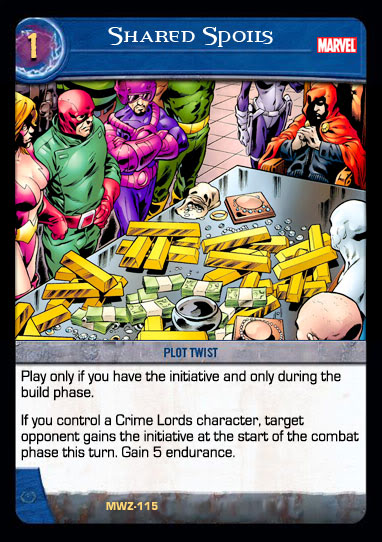 1
Shared Spoils
MARVEL
PLOT TWIST
Play only if you have the initiative and only during the
build phase.
If you control a Crime Lords character, target
opponent gains the initiative at the start of the combat
phase this turn. Gain 5 endurance.
MWZ-115